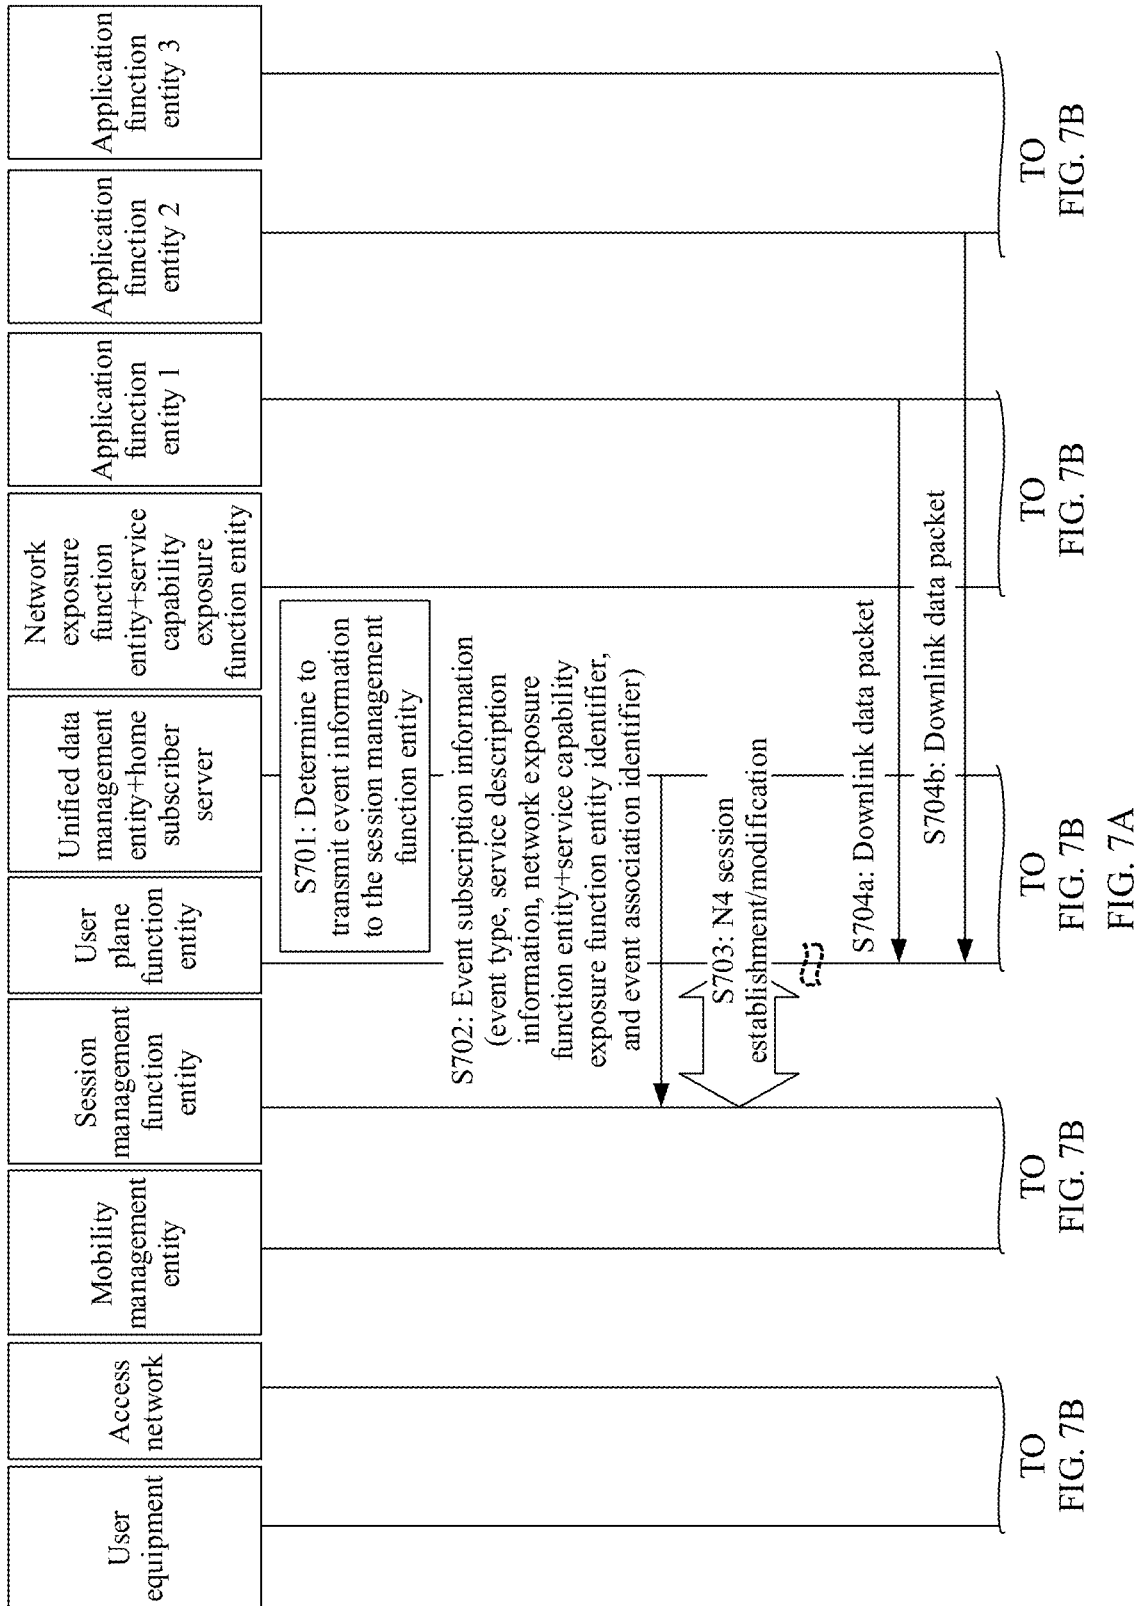 User
equipment
Access
network
Mobility
management
entity
Session
management
function
entity
User
plane
function
entity
Unified data
management
entity+home
subscriber
server
Network
exposure
function
entity+service
capability
exposure
function entity
Application
function
entity 1
Application
function
entity 2
Application
function
entity 3
S701: Determine to
transmit event information
to the session management
function entity
S702: Event subscription information
(event type, service description
information, network exposure
function entity+service capability
exposure function entity identifier,
and event association identifier)
S703: N4 session
establishment/modification
S704a: Downlink data packet
S704b: Downlink data packet
TO
FIG. 7B
TO
FIG. 7B
TO
FIG. 7B
TO
FIG. 7B
TO
FIG. 7B
FIG. 7A